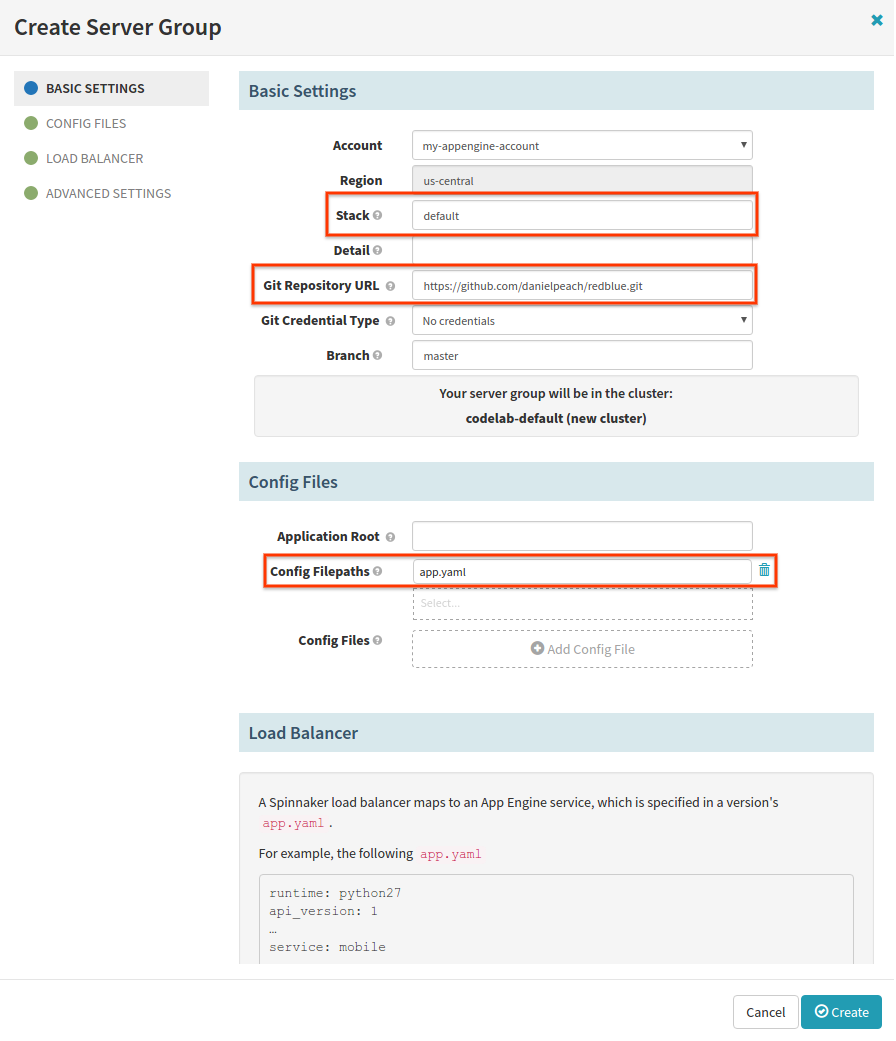 Create Server Group
BASIC SETTINGS
CONFIG FILES
LOAD BALANCER
ADVANCED SETTINGS
Basic Settings
Account my-appengine-account
Region us-central
Stack default
Detail
Git Repository URL https://github.com/danielpeach/redblue.git
Git Credential Type No credentials
Branch master
Your server group will be in the cluster:
codelab-default (new cluster)
Config Files
Application Root
Config Filepaths app.yaml
Select...
Config Files Add Config File
Load Balancer
A Spinnaker load balancer maps to an App Engine service, which is specified in a version's
app.yaml .
For example, the following app.yaml
runtime: python27
api_version: 1
…
service: mobile
Cancel Create